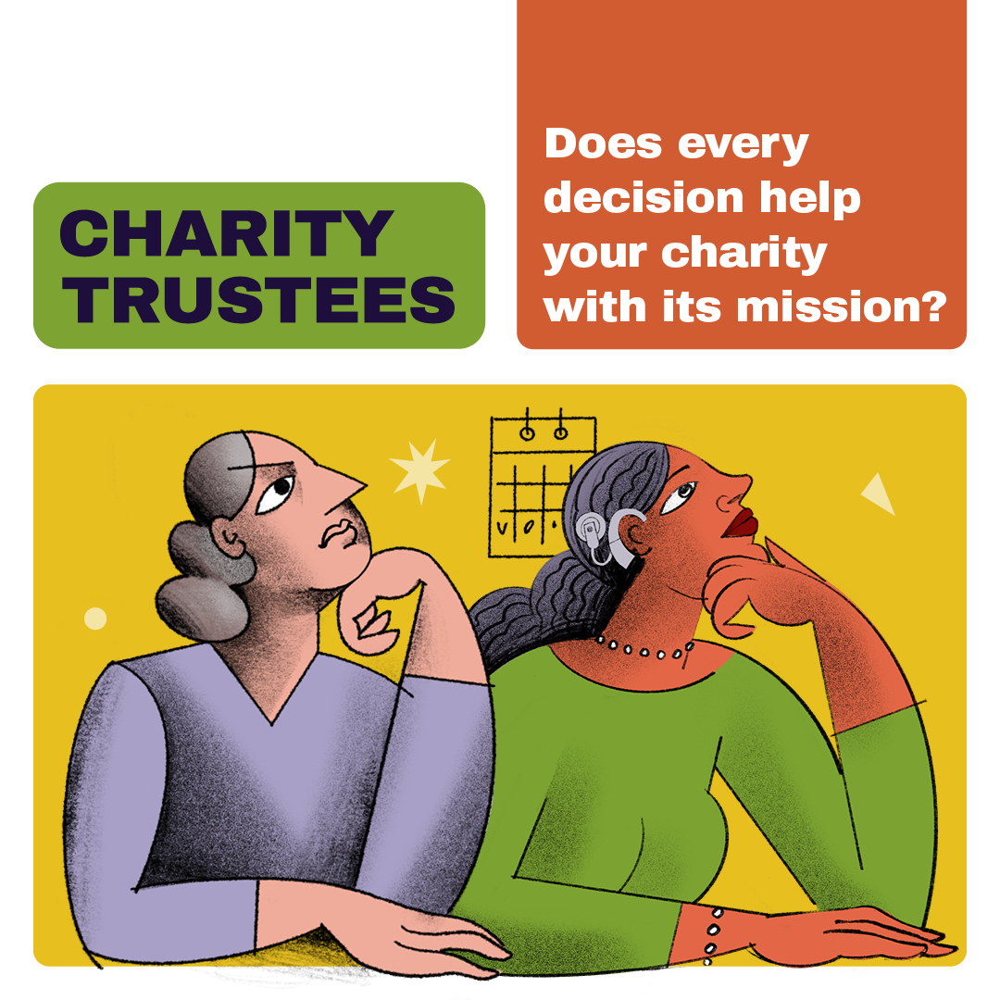 CHARITY
TRUSTEES
Does every
decision help
your charity
with its mission?